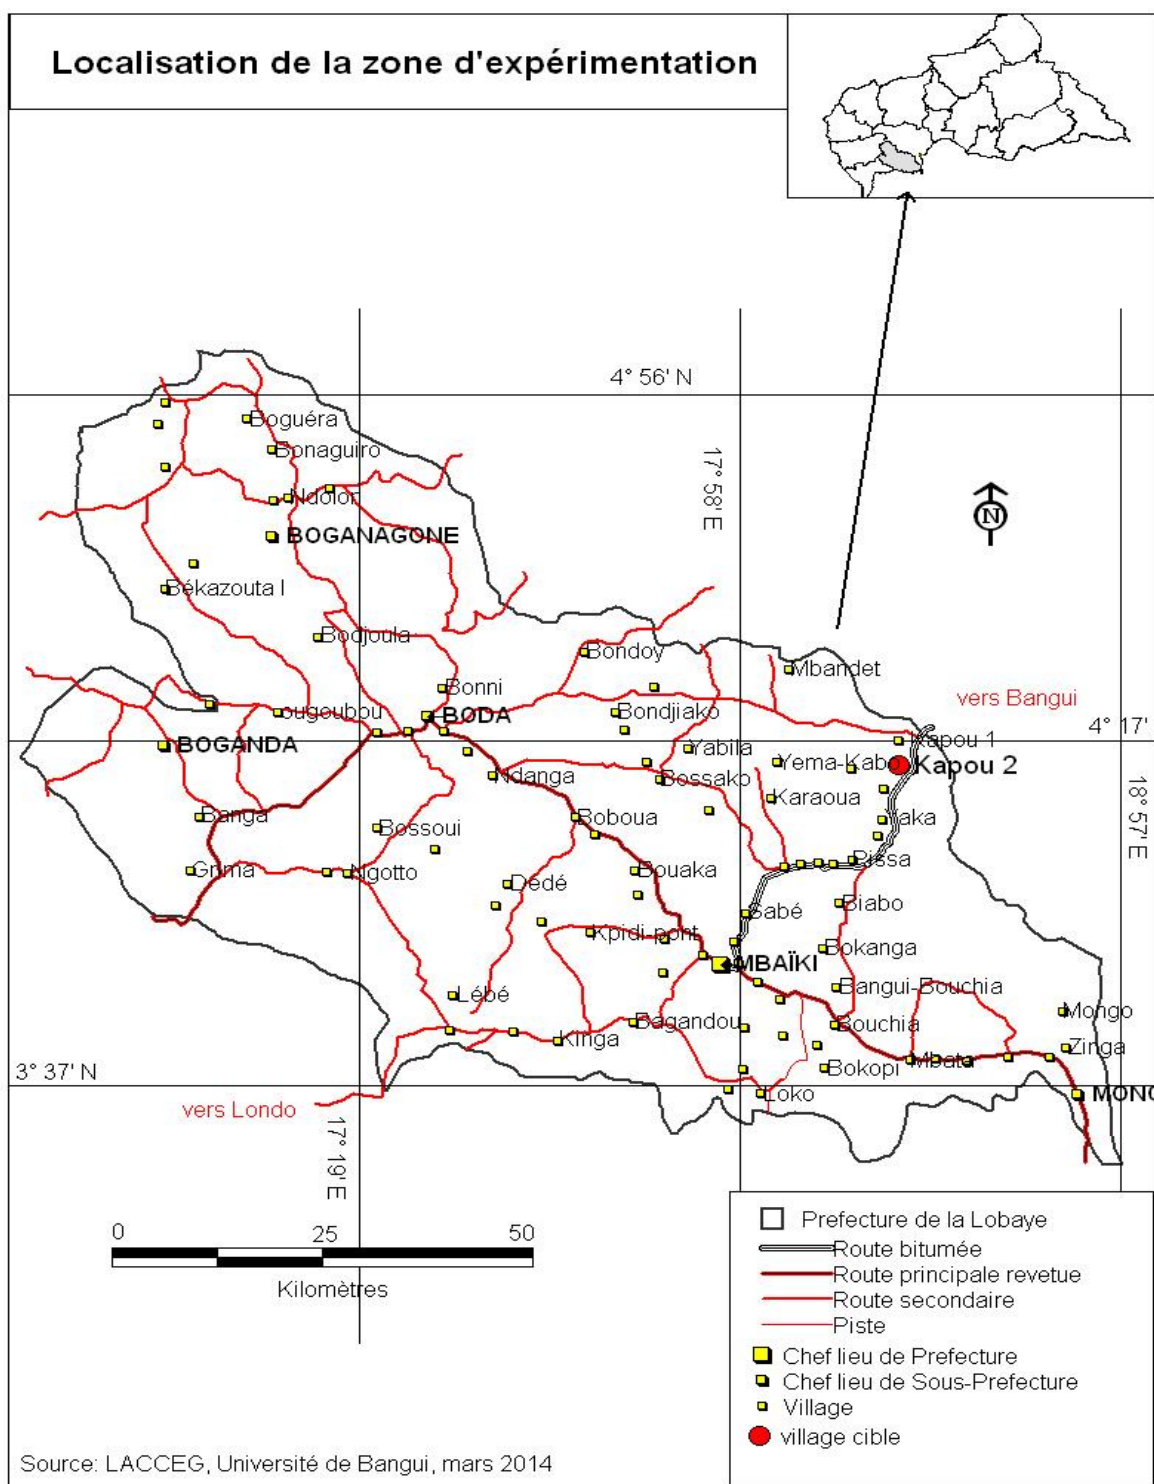 Localisation de la zone d'expérimentation
4° 56' N
Boguéra
Bonaguiro
17° 58' E
Ndolor
N
BOGANAGONE
Békazouta I
Bodjoula
Bondoy
Mbandet
Bonni
vers Bangui
ougoubou
BODA
Bondjiako
4° 17'
BOGANDA
Kapou 1
Yabila
Yema-Kabo
Kapou 2
Ndanga
Bossako
18° 57' E
Karaoua
Banga
Boboua
Yaka
Bossoui
Pissa
Grima
Ngotto
Bouaka
Dedé
Biabo
Sabé
Kpidi-pont
Bokanga
MBAÏKI
Bangui-Bouchia
Lébé
Mongo
Bagandou
Bouchia
Kinga
Zinga
Mbata
3° 37' N
Bokopi
Loko
MONG
vers Londo
17° 19' E
Prefecture de la Lobaye
0 25 50
Route bitumée
Route principale revetue
Kilomètres
Route secondaire
Piste
Chef lieu de Prefecture
Chef lieu de Sous-Prefecture
Village
village cible
Source: LACCEG, Université de Bangui, mars 2014